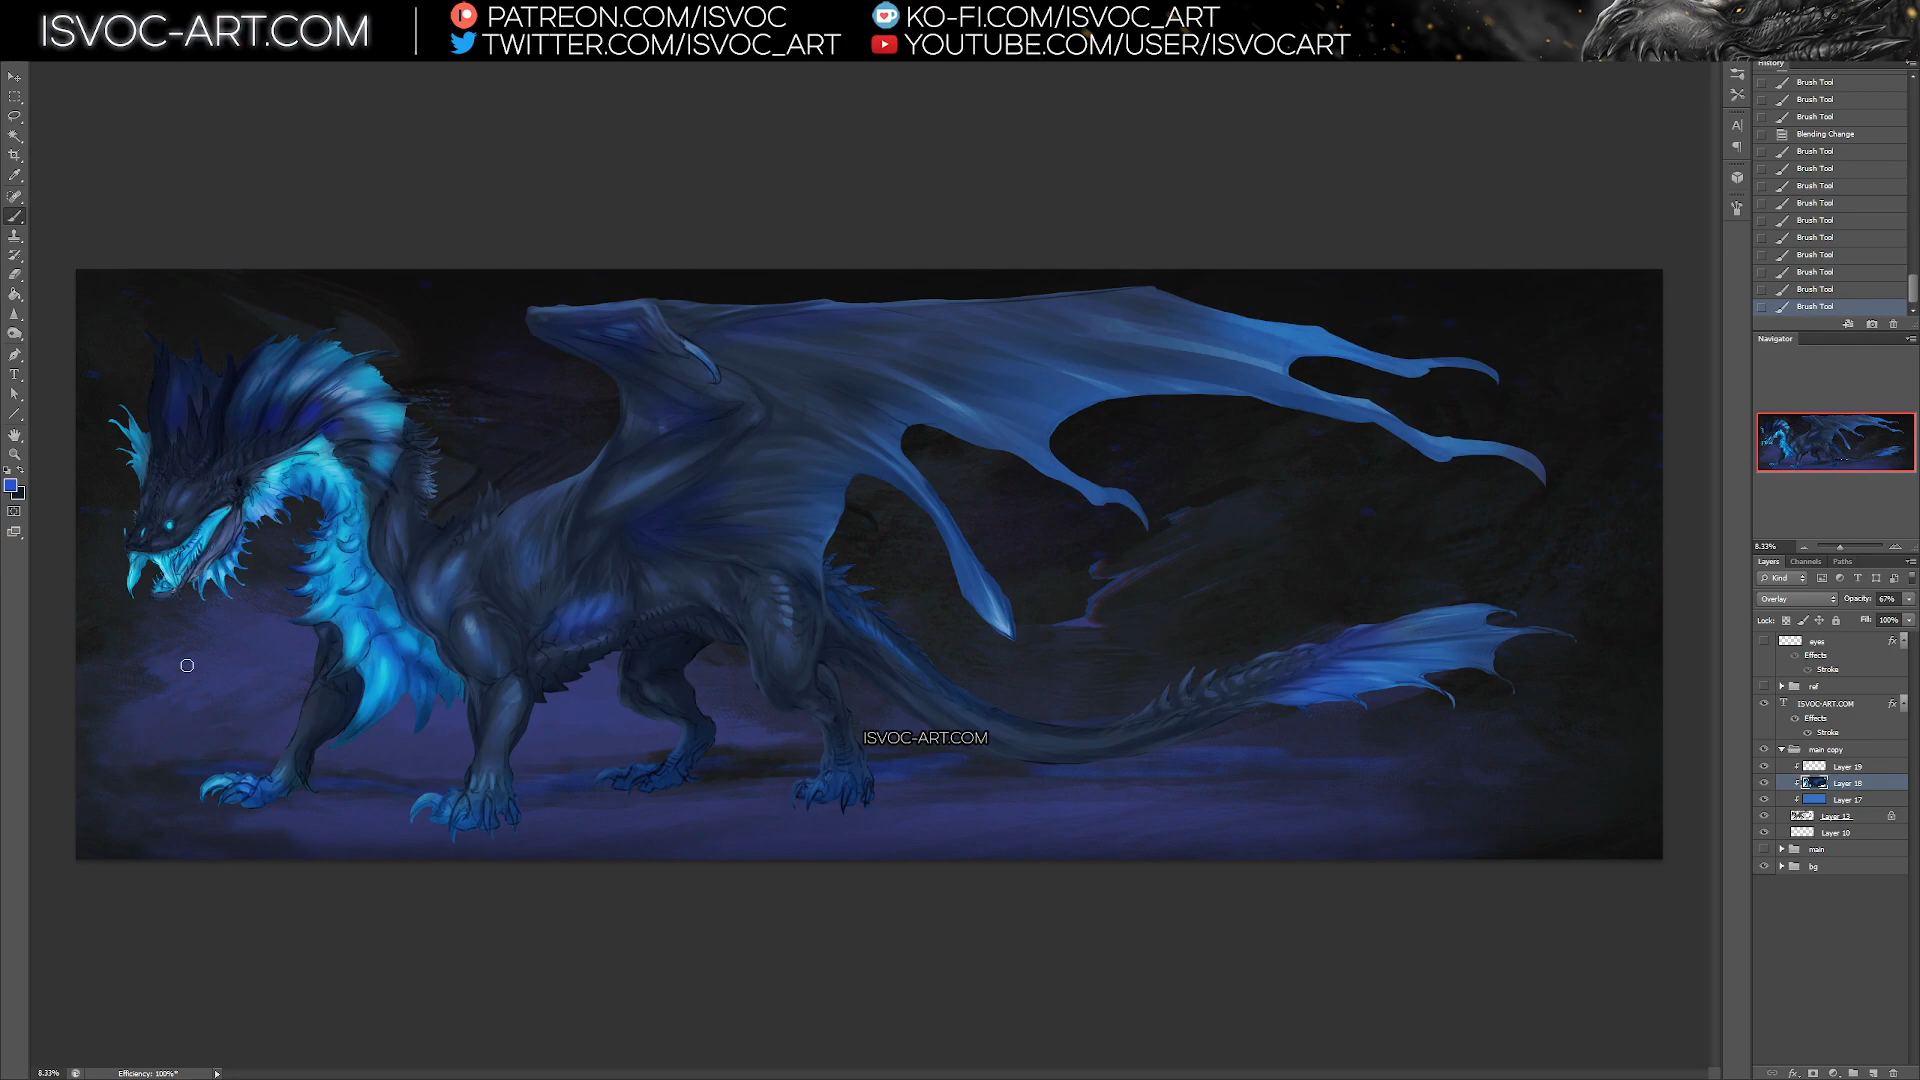 ISVOC-ART.COM
PATREON.COM/ISVOC
TWITTER.COM/ISVOC_ART
KO-FI.COM/ISVOC_ART
YOUTUBE.COM/USER/ISVOCART
History
Brush Tool
Brush Tool
Brush Tool
Blending Change
Brush Tool
Brush Tool
Brush Tool
Brush Tool
Brush Tool
Brush Tool
Brush Tool
Brush Tool
Brush Tool
Brush Tool
Navigator
8.33%
Layers Channels Paths
Kind
Overlay Opacity: 67%
Lock: Fill: 100%
eyes fx
Effects
Stroke
ref
T ISVOC-ART.COM fx
Effects
Stroke
main copy
Layer 19
Layer 18
Layer 17
Layer 13
Layer 10
main
bg
ISVOC-ART.COM
8.33% Efficiency: 100%*